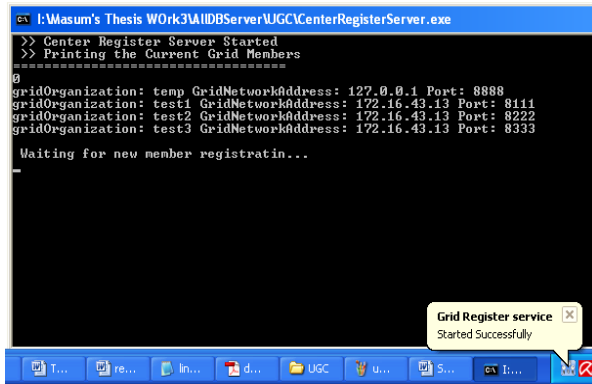 I:\Masum's Thesis WOrk3\AllDBServer\UGC\CenterRegisterServer.exe
>> Center Register Server Started
>> Printing the Current Grid Members
==================================
0
gridOrganization: temp GridNetworkAddress: 127.0.0.1 Port: 8888
gridOrganization: test1 GridNetworkAddress: 172.16.43.13 Port: 8111
gridOrganization: test2 GridNetworkAddress: 172.16.43.13 Port: 8222
gridOrganization: test3 GridNetworkAddress: 172.16.43.13 Port: 8333
Waiting for new member registratin...
Grid Register service
Started Successfully
T... re... lin... d... UGC u... S... I:...